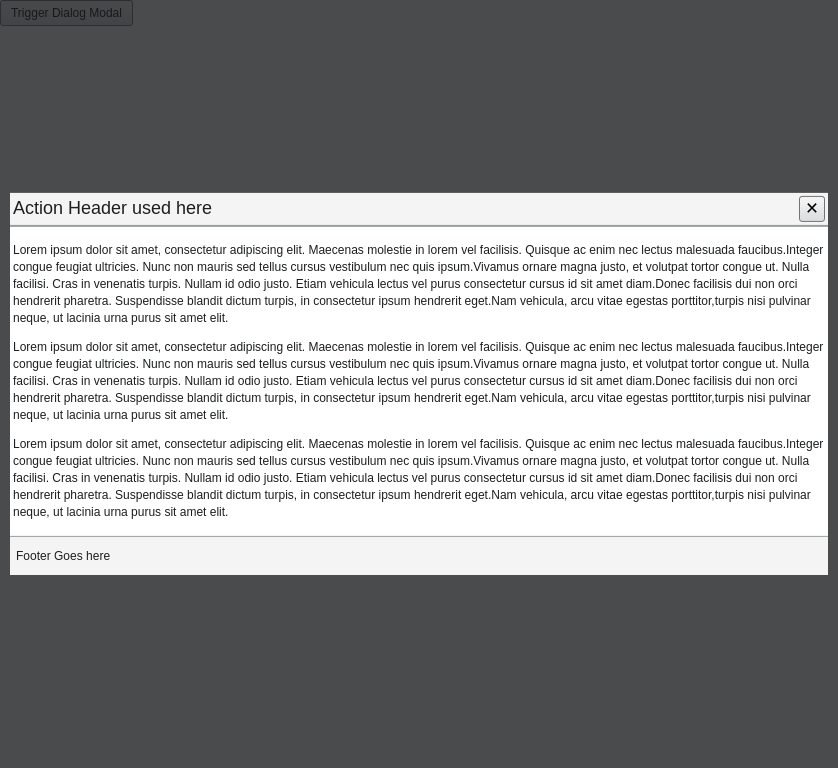 Trigger Dialog Modal
Action Header used here
Lorem ipsum dolor sit amet, consectetur adipiscing elit. Maecenas molestie in lorem vel facilisis. Quisque ac enim nec lectus malesuada faucibus.Integer
congue feugiat ultricies. Nunc non mauris sed tellus cursus vestibulum nec quis ipsum.Vivamus ornare magna justo, et volutpat tortor congue ut. Nulla
facilisi. Cras in venenatis turpis. Nullam id odio justo. Etiam vehicula lectus vel purus consectetur cursus id sit amet diam.Donec facilisis dui non orci
hendrerit pharetra. Suspendisse blandit dictum turpis, in consectetur ipsum hendrerit eget.Nam vehicula, arcu vitae egestas porttitor,turpis nisi pulvinar
neque, ut lacinia urna purus sit amet elit.
Lorem ipsum dolor sit amet, consectetur adipiscing elit. Maecenas molestie in lorem vel facilisis. Quisque ac enim nec lectus malesuada faucibus.Integer
congue feugiat ultricies. Nunc non mauris sed tellus cursus vestibulum nec quis ipsum.Vivamus ornare magna justo, et volutpat tortor congue ut. Nulla
facilisi. Cras in venenatis turpis. Nullam id odio justo. Etiam vehicula lectus vel purus consectetur cursus id sit amet diam.Donec facilisis dui non orci
hendrerit pharetra. Suspendisse blandit dictum turpis, in consectetur ipsum hendrerit eget.Nam vehicula, arcu vitae egestas porttitor,turpis nisi pulvinar
neque, ut lacinia urna purus sit amet elit.
Lorem ipsum dolor sit amet, consectetur adipiscing elit. Maecenas molestie in lorem vel facilisis. Quisque ac enim nec lectus malesuada faucibus.Integer
congue feugiat ultricies. Nunc non mauris sed tellus cursus vestibulum nec quis ipsum.Vivamus ornare magna justo, et volutpat tortor congue ut. Nulla
facilisi. Cras in venenatis turpis. Nullam id odio justo. Etiam vehicula lectus vel purus consectetur cursus id sit amet diam.Donec facilisis dui non orci
hendrerit pharetra. Suspendisse blandit dictum turpis, in consectetur ipsum hendrerit eget.Nam vehicula, arcu vitae egestas porttitor,turpis nisi pulvinar
neque, ut lacinia urna purus sit amet elit.
Footer Goes here